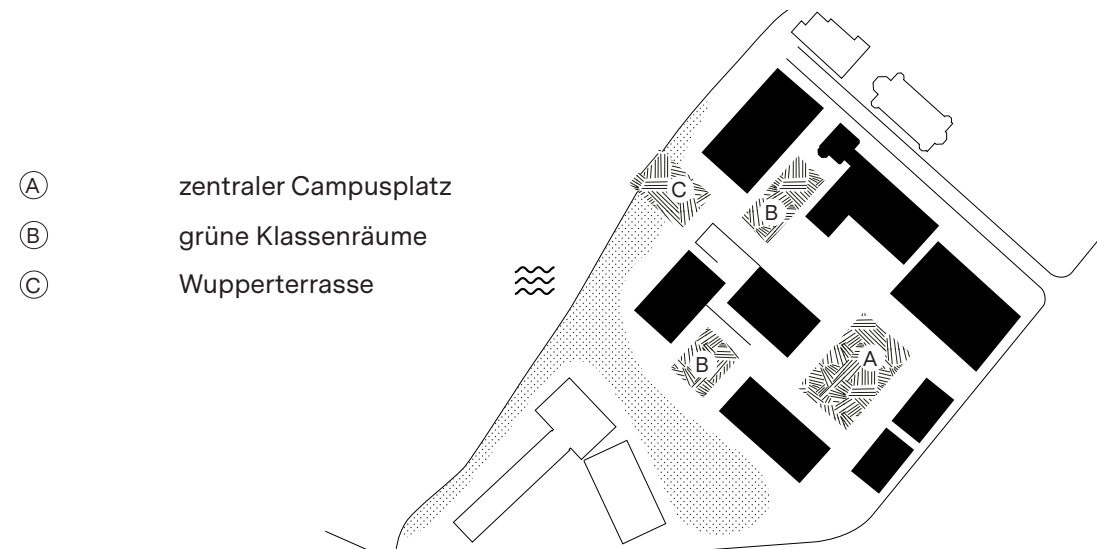 A zentraler Campusplatz
B grüne Klassenräume
C Wupperterrasse
C
B
B
A